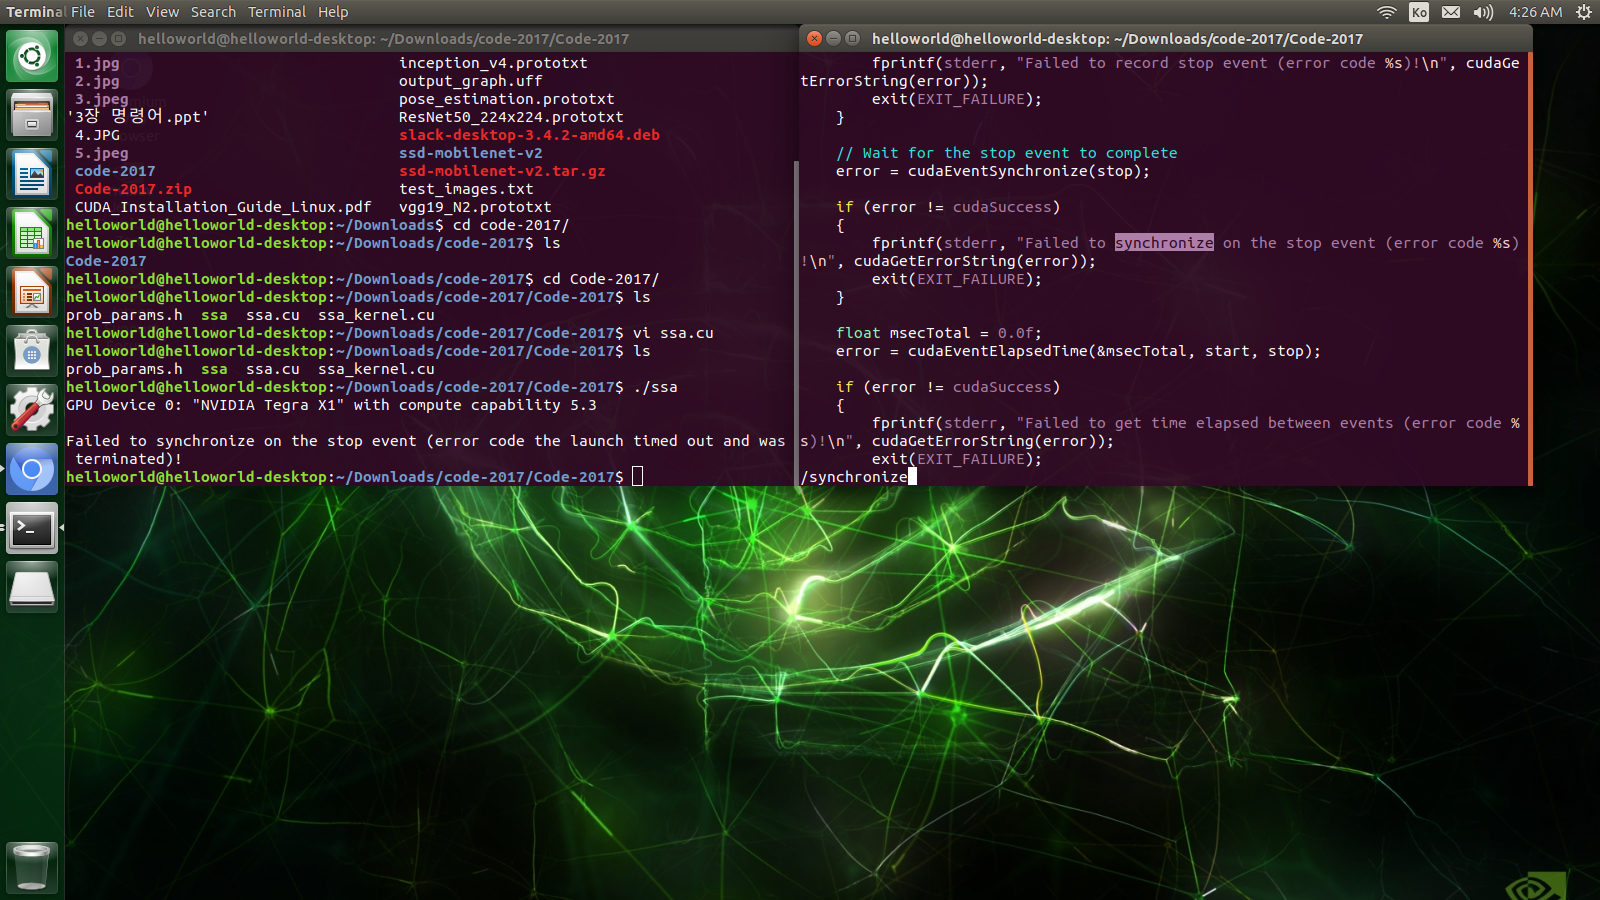 Terminal File Edit View Search Terminal Help
Ko 4:26 AM
helloworld@helloworld-desktop: ~/Downloads/code-2017/Code-2017
1.jpg inception_v4.prototxt
2.jpg output_graph.uff
3.jpeg pose_estimation.prototxt
'3장 명령어.ppt' ResNet50_224x224.prototxt
4.JPG slack-desktop-3.4.2-amd64.deb
5.jpeg ssd-mobilenet-v2
code-2017 ssd-mobilenet-v2.tar.gz
Code-2017.zip test_images.txt
CUDA_Installation_Guide_Linux.pdf vgg19_N2.prototxt
helloworld@helloworld-desktop:~/Downloads$ cd code-2017/
helloworld@helloworld-desktop:~/Downloads/code-2017$ ls
Code-2017
helloworld@helloworld-desktop:~/Downloads/code-2017$ cd Code-2017/
helloworld@helloworld-desktop:~/Downloads/code-2017/Code-2017$ ls
prob_params.h ssa ssa.cu ssa_kernel.cu
helloworld@helloworld-desktop:~/Downloads/code-2017/Code-2017$ vi ssa.cu
helloworld@helloworld-desktop:~/Downloads/code-2017/Code-2017$ ls
prob_params.h ssa ssa.cu ssa_kernel.cu
helloworld@helloworld-desktop:~/Downloads/code-2017/Code-2017$ ./ssa
GPU Device 0: "NVIDIA Tegra X1" with compute capability 5.3
Failed to synchronize on the stop event (error code the launch timed out and was
terminated)!
helloworld@helloworld-desktop:~/Downloads/code-2017/Code-2017$
helloworld@helloworld-desktop: ~/Downloads/code-2017/Code-2017
fprintf(stderr, "Failed to record stop event (error code %s)!\n", cudaGe
tErrorString(error));
exit(EXIT_FAILURE);
}
// Wait for the stop event to complete
error = cudaEventSynchronize(stop);
if (error != cudaSuccess)
{
fprintf(stderr, "Failed to synchronize on the stop event (error code %s)
!\n", cudaGetErrorString(error));
exit(EXIT_FAILURE);
}
float msecTotal = 0.0f;
error = cudaEventElapsedTime(&msecTotal, start, stop);
if (error != cudaSuccess)
{
fprintf(stderr, "Failed to get time elapsed between events (error code %
s)!\n", cudaGetErrorString(error));
exit(EXIT_FAILURE);
/synchronize